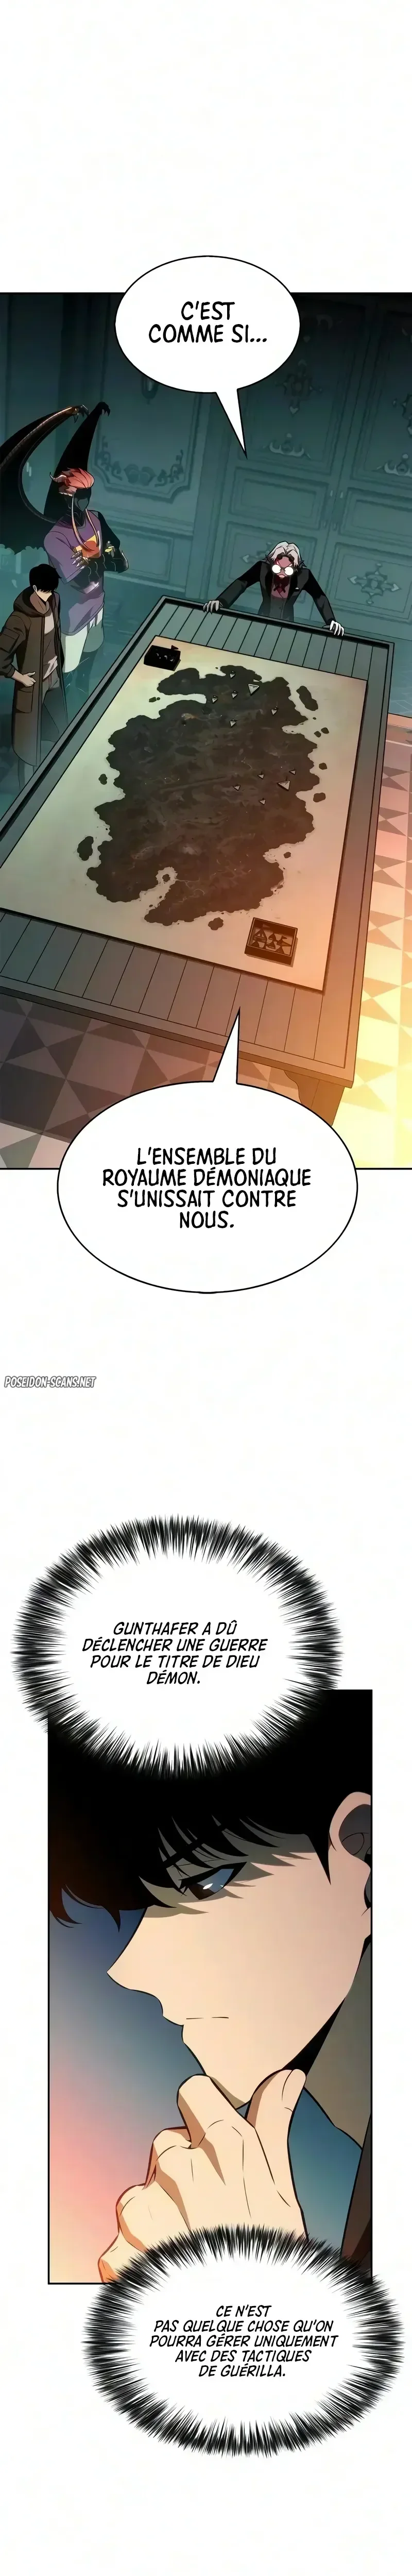 C'EST
COMME SI...
L'ENSEMBLE DU
ROYAUME DÉMONIAQUE
S'UNISSAIT CONTRE
NOUS.
POSEIDON-SCANS.NET
GUNTHAFER A DÛ
DÉCLENCHER UNE GUERRE
POUR LE TITRE DE DIEU
DÉMON.
CE N'EST
PAS QUELQUE CHOSE QU'ON
POURRA GÉRER UNIQUEMENT
AVEC DES TACTIQUES
DE GUÉRILLA.